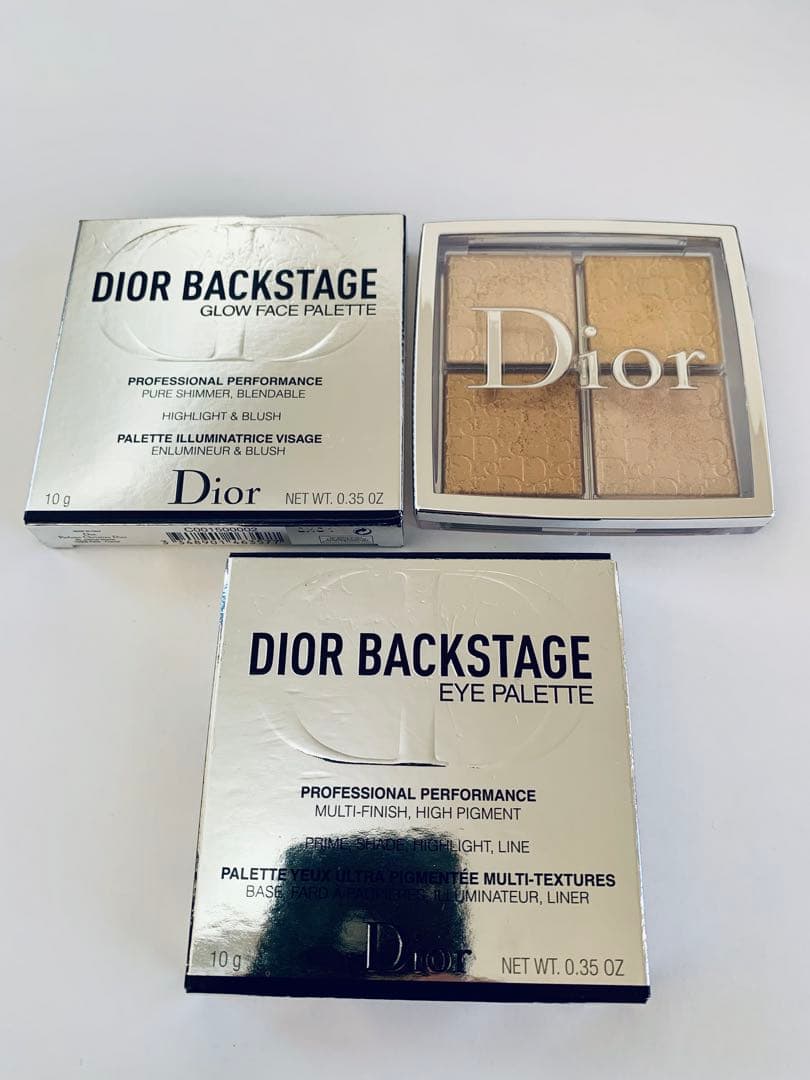 DIOR BACKSTAGE
GLOW FACE PALETTE
PROFESSIONAL PERFORMANCE
PURE SHIMMER, BLENDABLE
HIGHLIGHT & BLUSH
PALETTE ILLUMINATRICE VISAGE
ENLUMINEUR & BLUSH
10 g
Dior
NET WT. 0.35 OZ
C001600002
Dior
DIOR BACKSTAGE
EYE PALETTE
PROFESSIONAL PERFORMANCE
MULTI-FINISH, HIGH PIGMENT
PRIME, SHADE, HIGHLIGHT, LINE
PALETTE YEUX ULTRA PIGMENTÉE MULTI-TEXTURES
BASE, FARD À PAUPIÈRES, ILLUMINATEUR, LINER
10 g
Dior
NET WT. 0.35 OZ